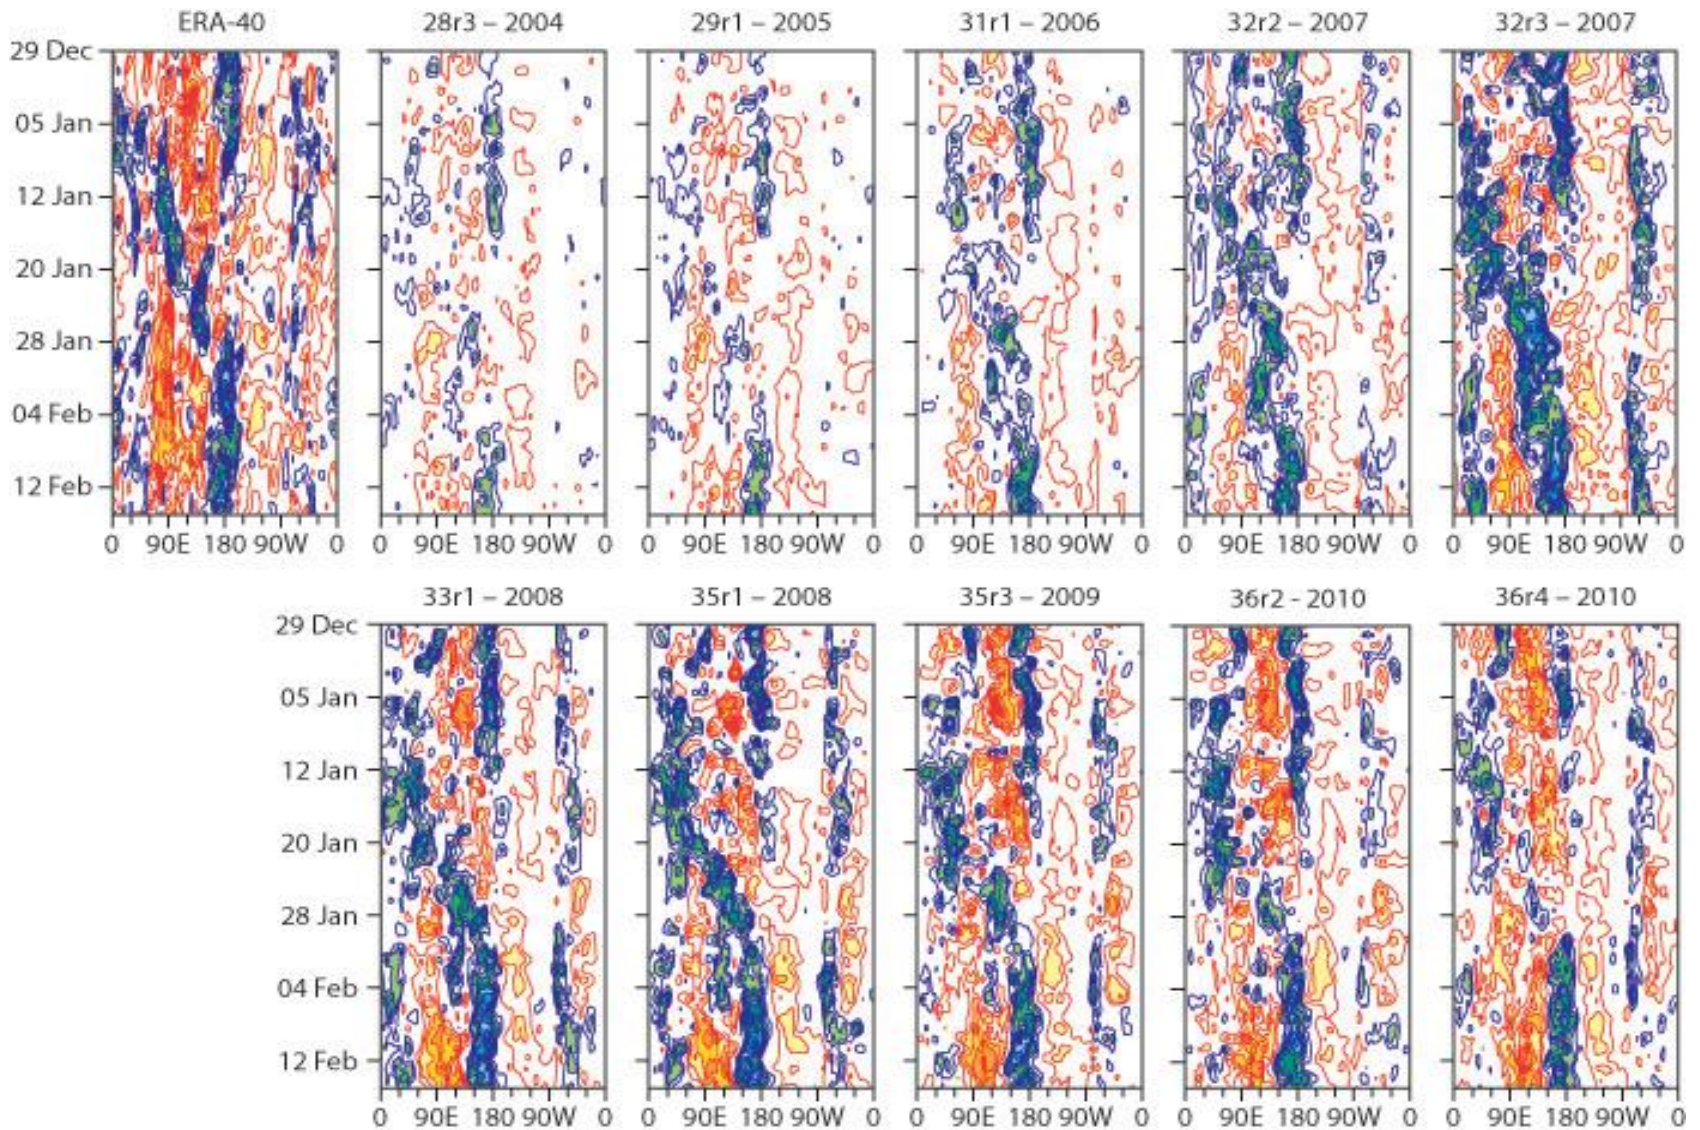 ERA-40 28r3 – 2004 29r1 – 2005 31r1 – 2006 32r2 – 2007 32r3 – 2007
29 Dec
05 Jan
12 Jan
20 Jan
28 Jan
04 Feb
12 Feb
0 90E 180 90W 0 0 90E 180 90W 0 0 90E 180 90W 0 0 90E 180 90W 0 0 90E 180 90W 0 0 90E 180 90W 0
33r1 – 2008 35r1 – 2008 35r3 – 2009 36r2 - 2010 36r4 – 2010
29 Dec
05 Jan
12 Jan
20 Jan
28 Jan
04 Feb
12 Feb
0 90E 180 90W 0 0 90E 180 90W 0 0 90E 180 90W 0 0 90E 180 90W 0 0 90E 180 90W 0